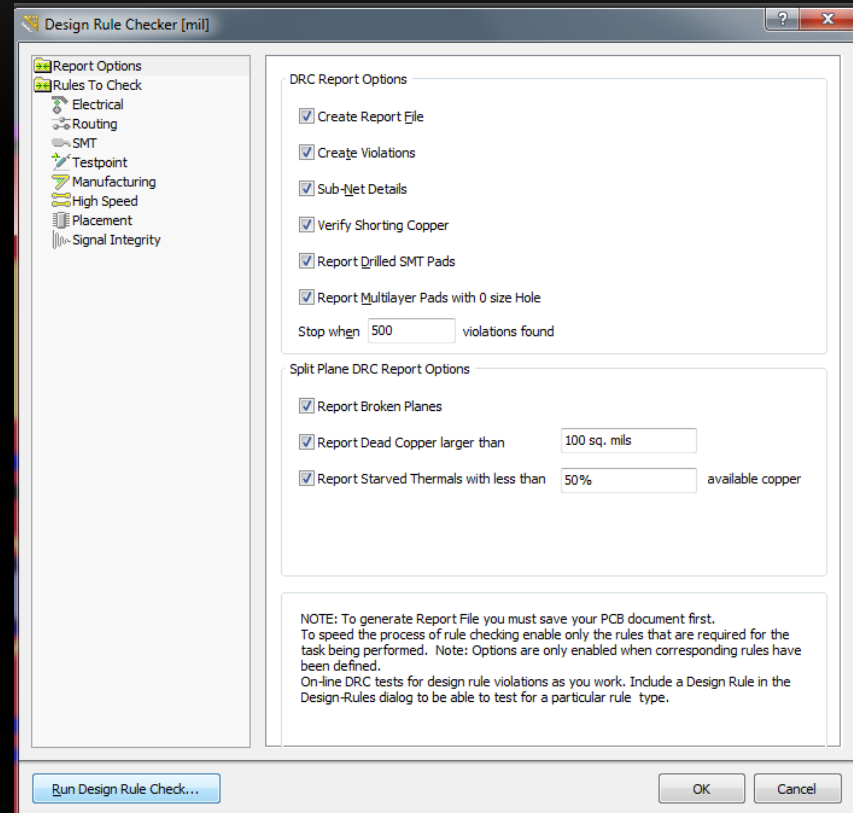 Design Rule Checker [mil]
?
x
Report Options
Rules To Check
Electrical
Routing
SMT
Testpoint
Manufacturing
High Speed
Placement
Signal Integrity
DRC Report Options
Create Report File
Create Violations
Sub-Net Details
Verify Shorting Copper
Report Drilled SMT Pads
Report Multilayer Pads with 0 size Hole
Stop when 500 violations found
Split Plane DRC Report Options
Report Broken Planes
Report Dead Copper larger than 100 sq. mils
Report Starved Thermals with less than 50% available copper
NOTE: To generate Report File you must save your PCB document first.
To speed the process of rule checking enable only the rules that are required for the
task being performed. Note: Options are only enabled when corresponding rules have
been defined.
On-line DRC tests for design rule violations as you work. Include a Design Rule in the
Design-Rules dialog to be able to test for a particular rule type.
Run Design Rule Check...
OK
Cancel